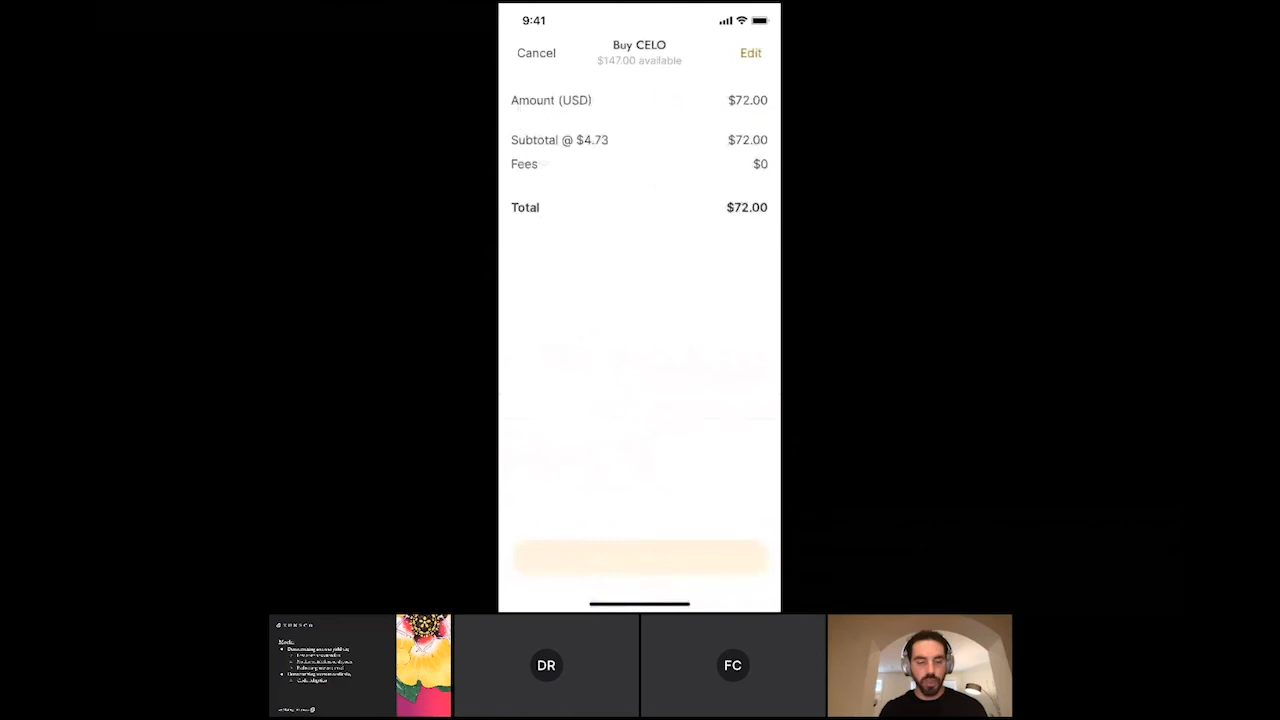 9:41
Cancel
Buy CELO
$147.00 available
Edit
Amount (USD) $72.00
Subtotal @ $4.73 $72.00
Fees $0
Total $72.00
DR
FC